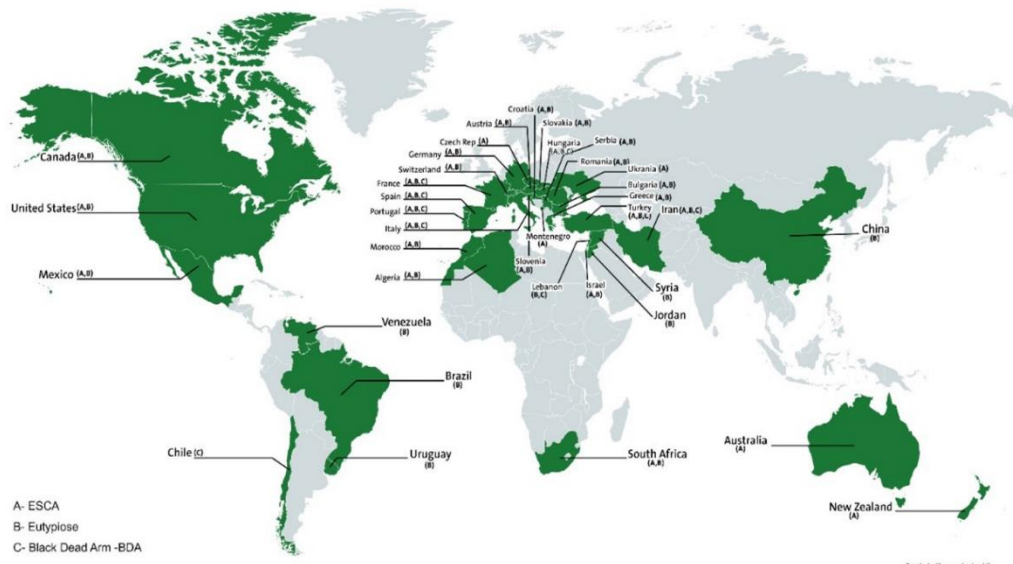 Croatia (A,B)
Austria (A,B)
Slovakia (A,B)
Czech Rep (A)
Hungaria
(A,B,C)
Serbia (A,B)
Germany (A,B)
Romania (A,B)
Ukrania (A)
Switzerland (A,B)
Bulgaria (A,B)
France (A,B,C)
Greece (A,B)
Spain (A,B,C)
Turkey
(A,B,C)
Iran (A,B,C)
Portugal (A,B,C)
Italy (A,B,C)
Montenegro
(A)
Morocco (A,B)
Slovenia
(A,B)
Algeria (A,B)
Lebanon
(B,C)
Israel
(A,B)
Syria
(B)
Jordan
(B)
China
(B)
Canada (A,B)
United States (A,B)
Mexico (A,B)
Venezuela
(B)
Brazil
(B)
Chile (C)
Uruguay
(B)
South Africa
(A,B)
Australia
(A)
New Zealand
(A)
A- ESCA
B- Eutypiose
C- Black Dead Arm -BDA